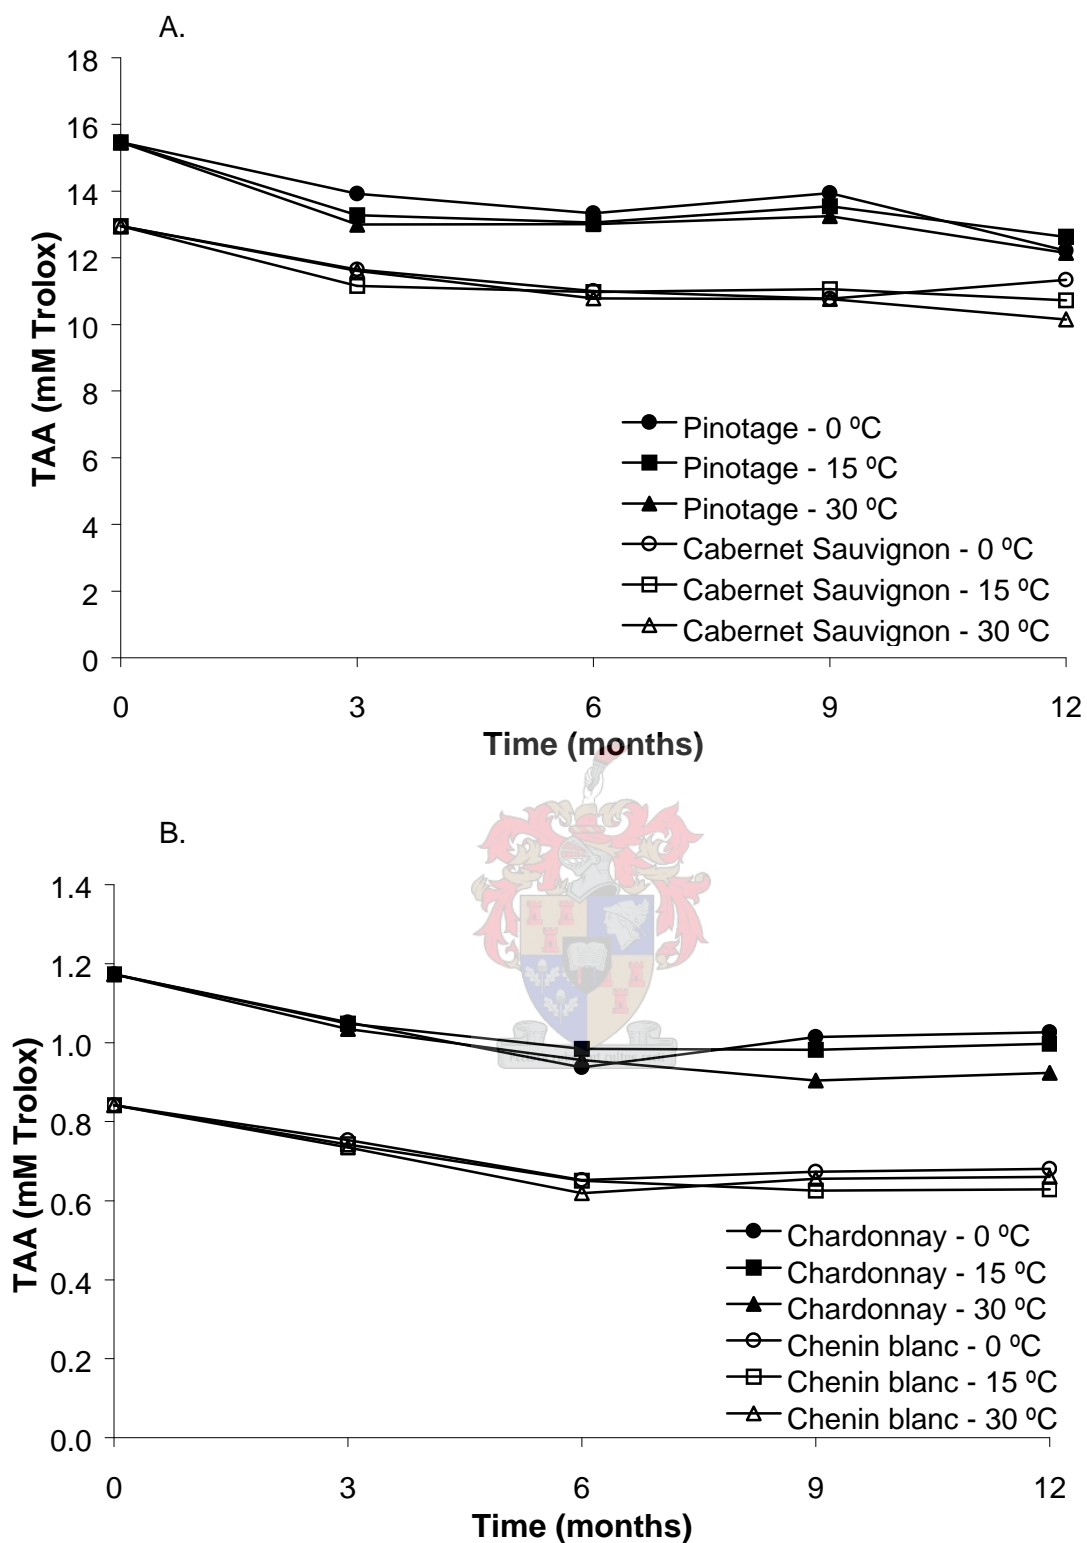 A.
18
16
14
12
10
8
6
4
2
0
TAA (mM Trolox)
Pinotage - 0 ºC
Pinotage - 15 ºC
Pinotage - 30 ºC
Cabernet Sauvignon - 0 ºC
Cabernet Sauvignon - 15 ºC
Cabernet Sauvignon - 30 ºC
0 3 6 9 12
Time (months)
B.
1.4
1.2
1.0
0.8
0.6
0.4
0.2
0.0
TAA (mM Trolox)
Chardonnay - 0 ºC
Chardonnay - 15 ºC
Chardonnay - 30 ºC
Chenin blanc - 0 ºC
Chenin blanc - 15 ºC
Chenin blanc - 30 ºC
0 3 6 9 12
Time (months)